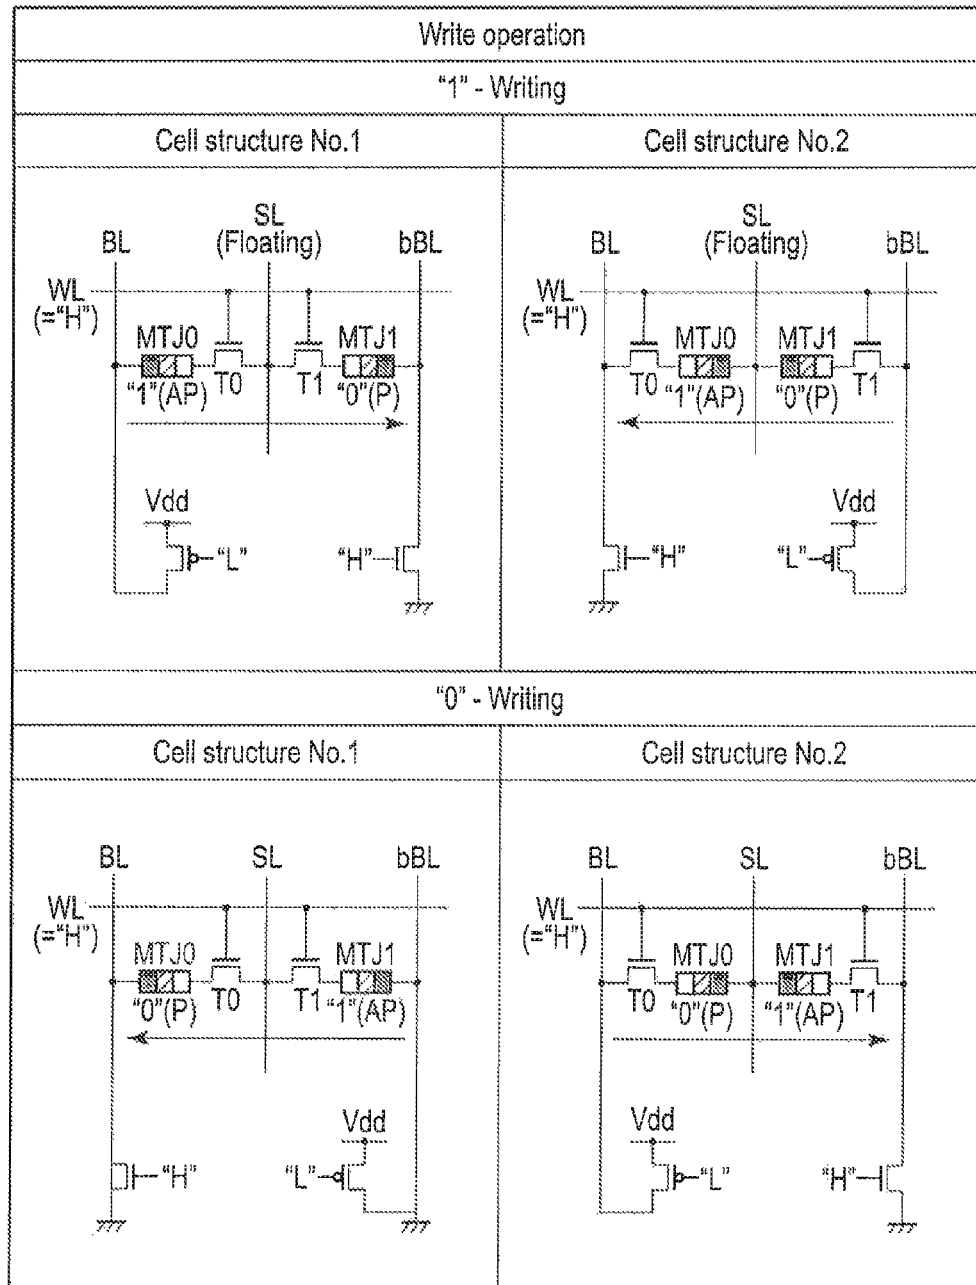 Write operation
"1" - Writing
Cell structure No.1
Cell structure No.2
SL
(Floating)
BL
bBL
WL
(="H")
MTJ0
MTJ1
"1"(AP)
T0
T1
"0"(P)
Vdd
"L"
"H"
SL
(Floating)
BL
bBL
WL
(="H")
MTJ0
MTJ1
T0
"1"(AP)
"0"(P)
T1
Vdd
"H"
"L"
"0" - Writing
Cell structure No.1
Cell structure No.2
BL
SL
bBL
WL
(="H")
MTJ0
MTJ1
"0"(P)
T0
T1
"1"(AP)
Vdd
"H"
"L"
BL
SL
bBL
WL
(="H")
MTJ0
MTJ1
T0
"0"(P)
"1"(AP)
T1
Vdd
"L"
"H"